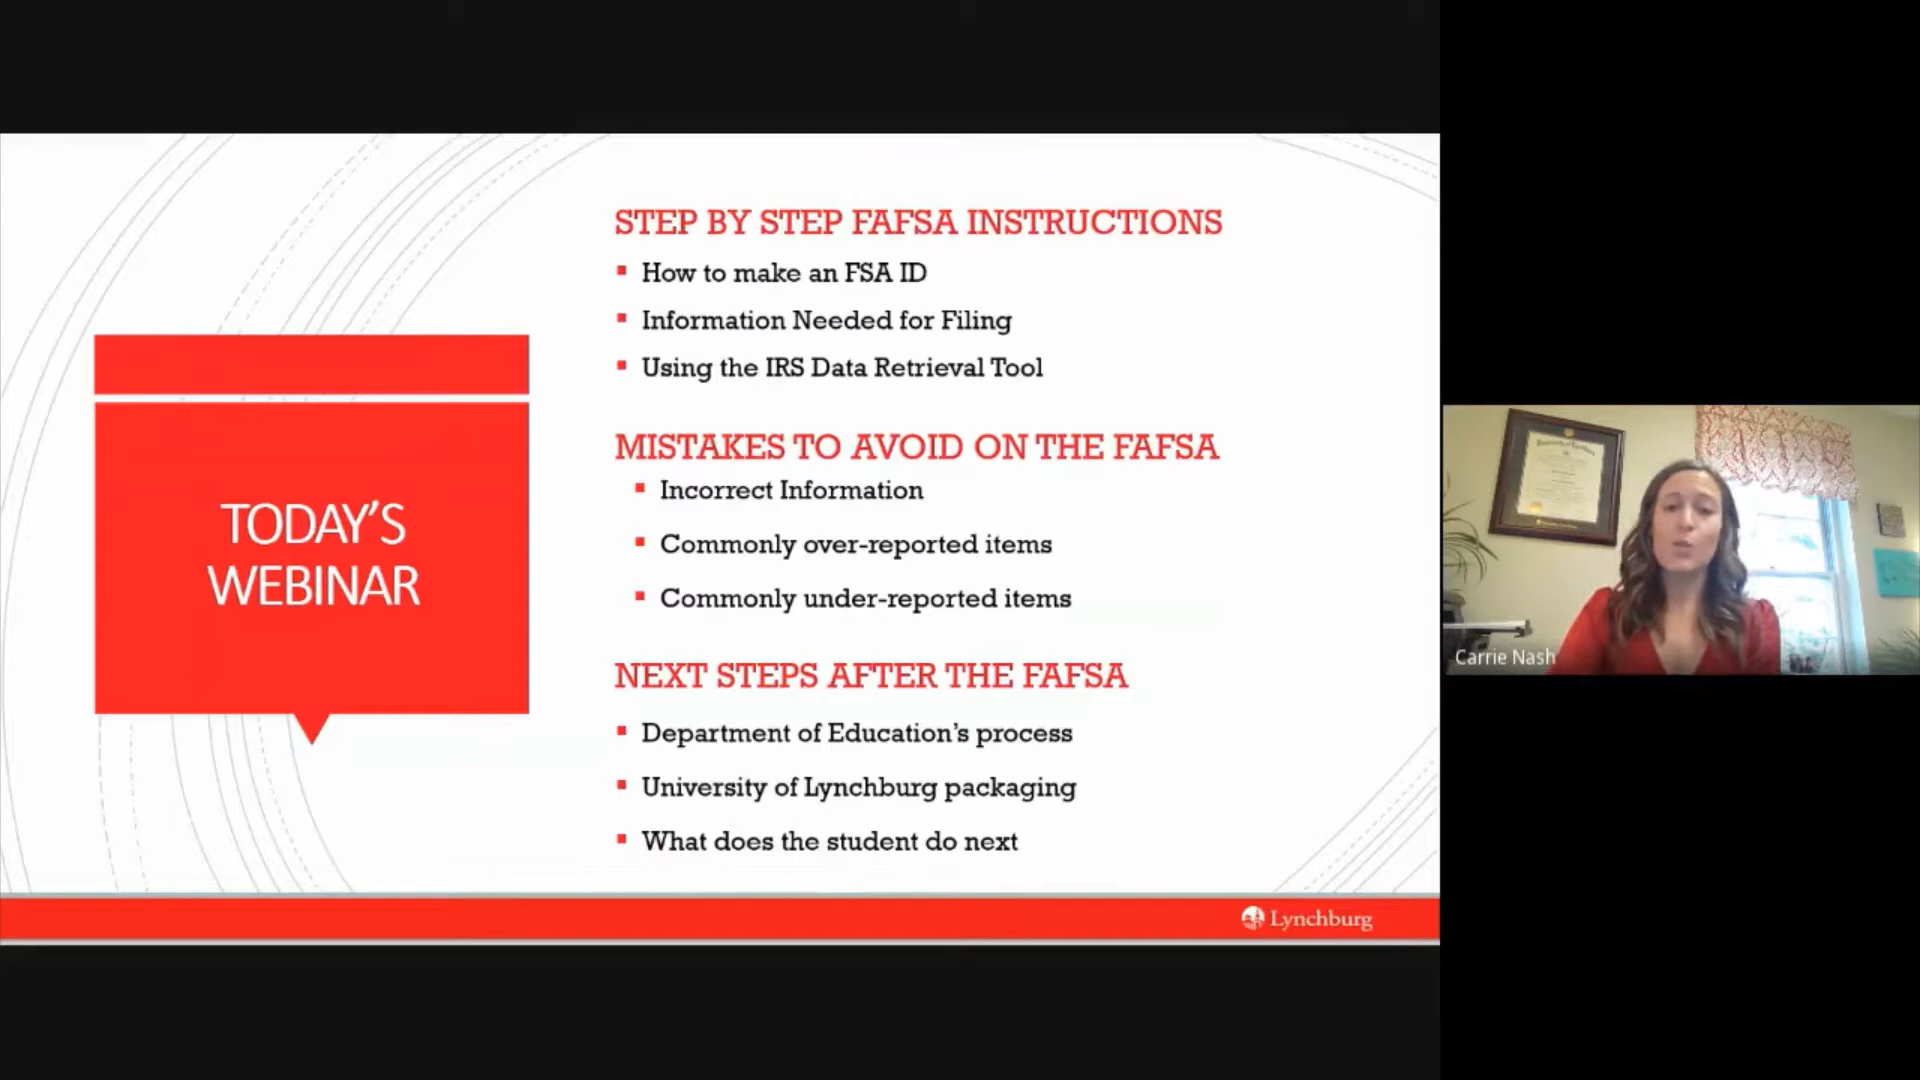 TODAY'S
WEBINAR
STEP BY STEP FAFSA INSTRUCTIONS
How to make an FSA ID
Information Needed for Filing
Using the IRS Data Retrieval Tool
MISTAKES TO AVOID ON THE FAFSA
Incorrect Information
Commonly over-reported items
Commonly under-reported items
NEXT STEPS AFTER THE FAFSA
Department of Education's process
University of Lynchburg packaging
What does the student do next
Lynchburg
Carrie Nash